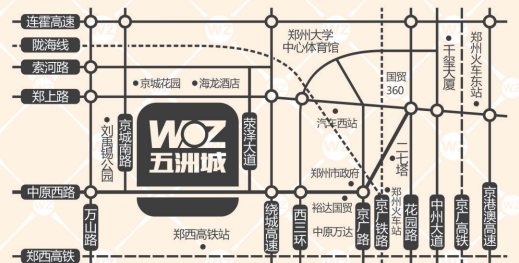 连霍高速
陇海线
索河路
郑上路
中原西路
郑西高铁
郑州大学
中心体育馆
千玺大厦
郑州火车东站
国贸
360
京城花园
海龙酒店
汽车西站
刘禹锡公园
京城南路
WOZ
五洲城
荥泽大道
二七塔
郑州市政府
裕达国贸
中原万达
郑州火车站
郑西高铁站
万山路
绕城高速
西三环
京广路
京广铁路
花园路
中州大道
京广高铁
京港澳高速